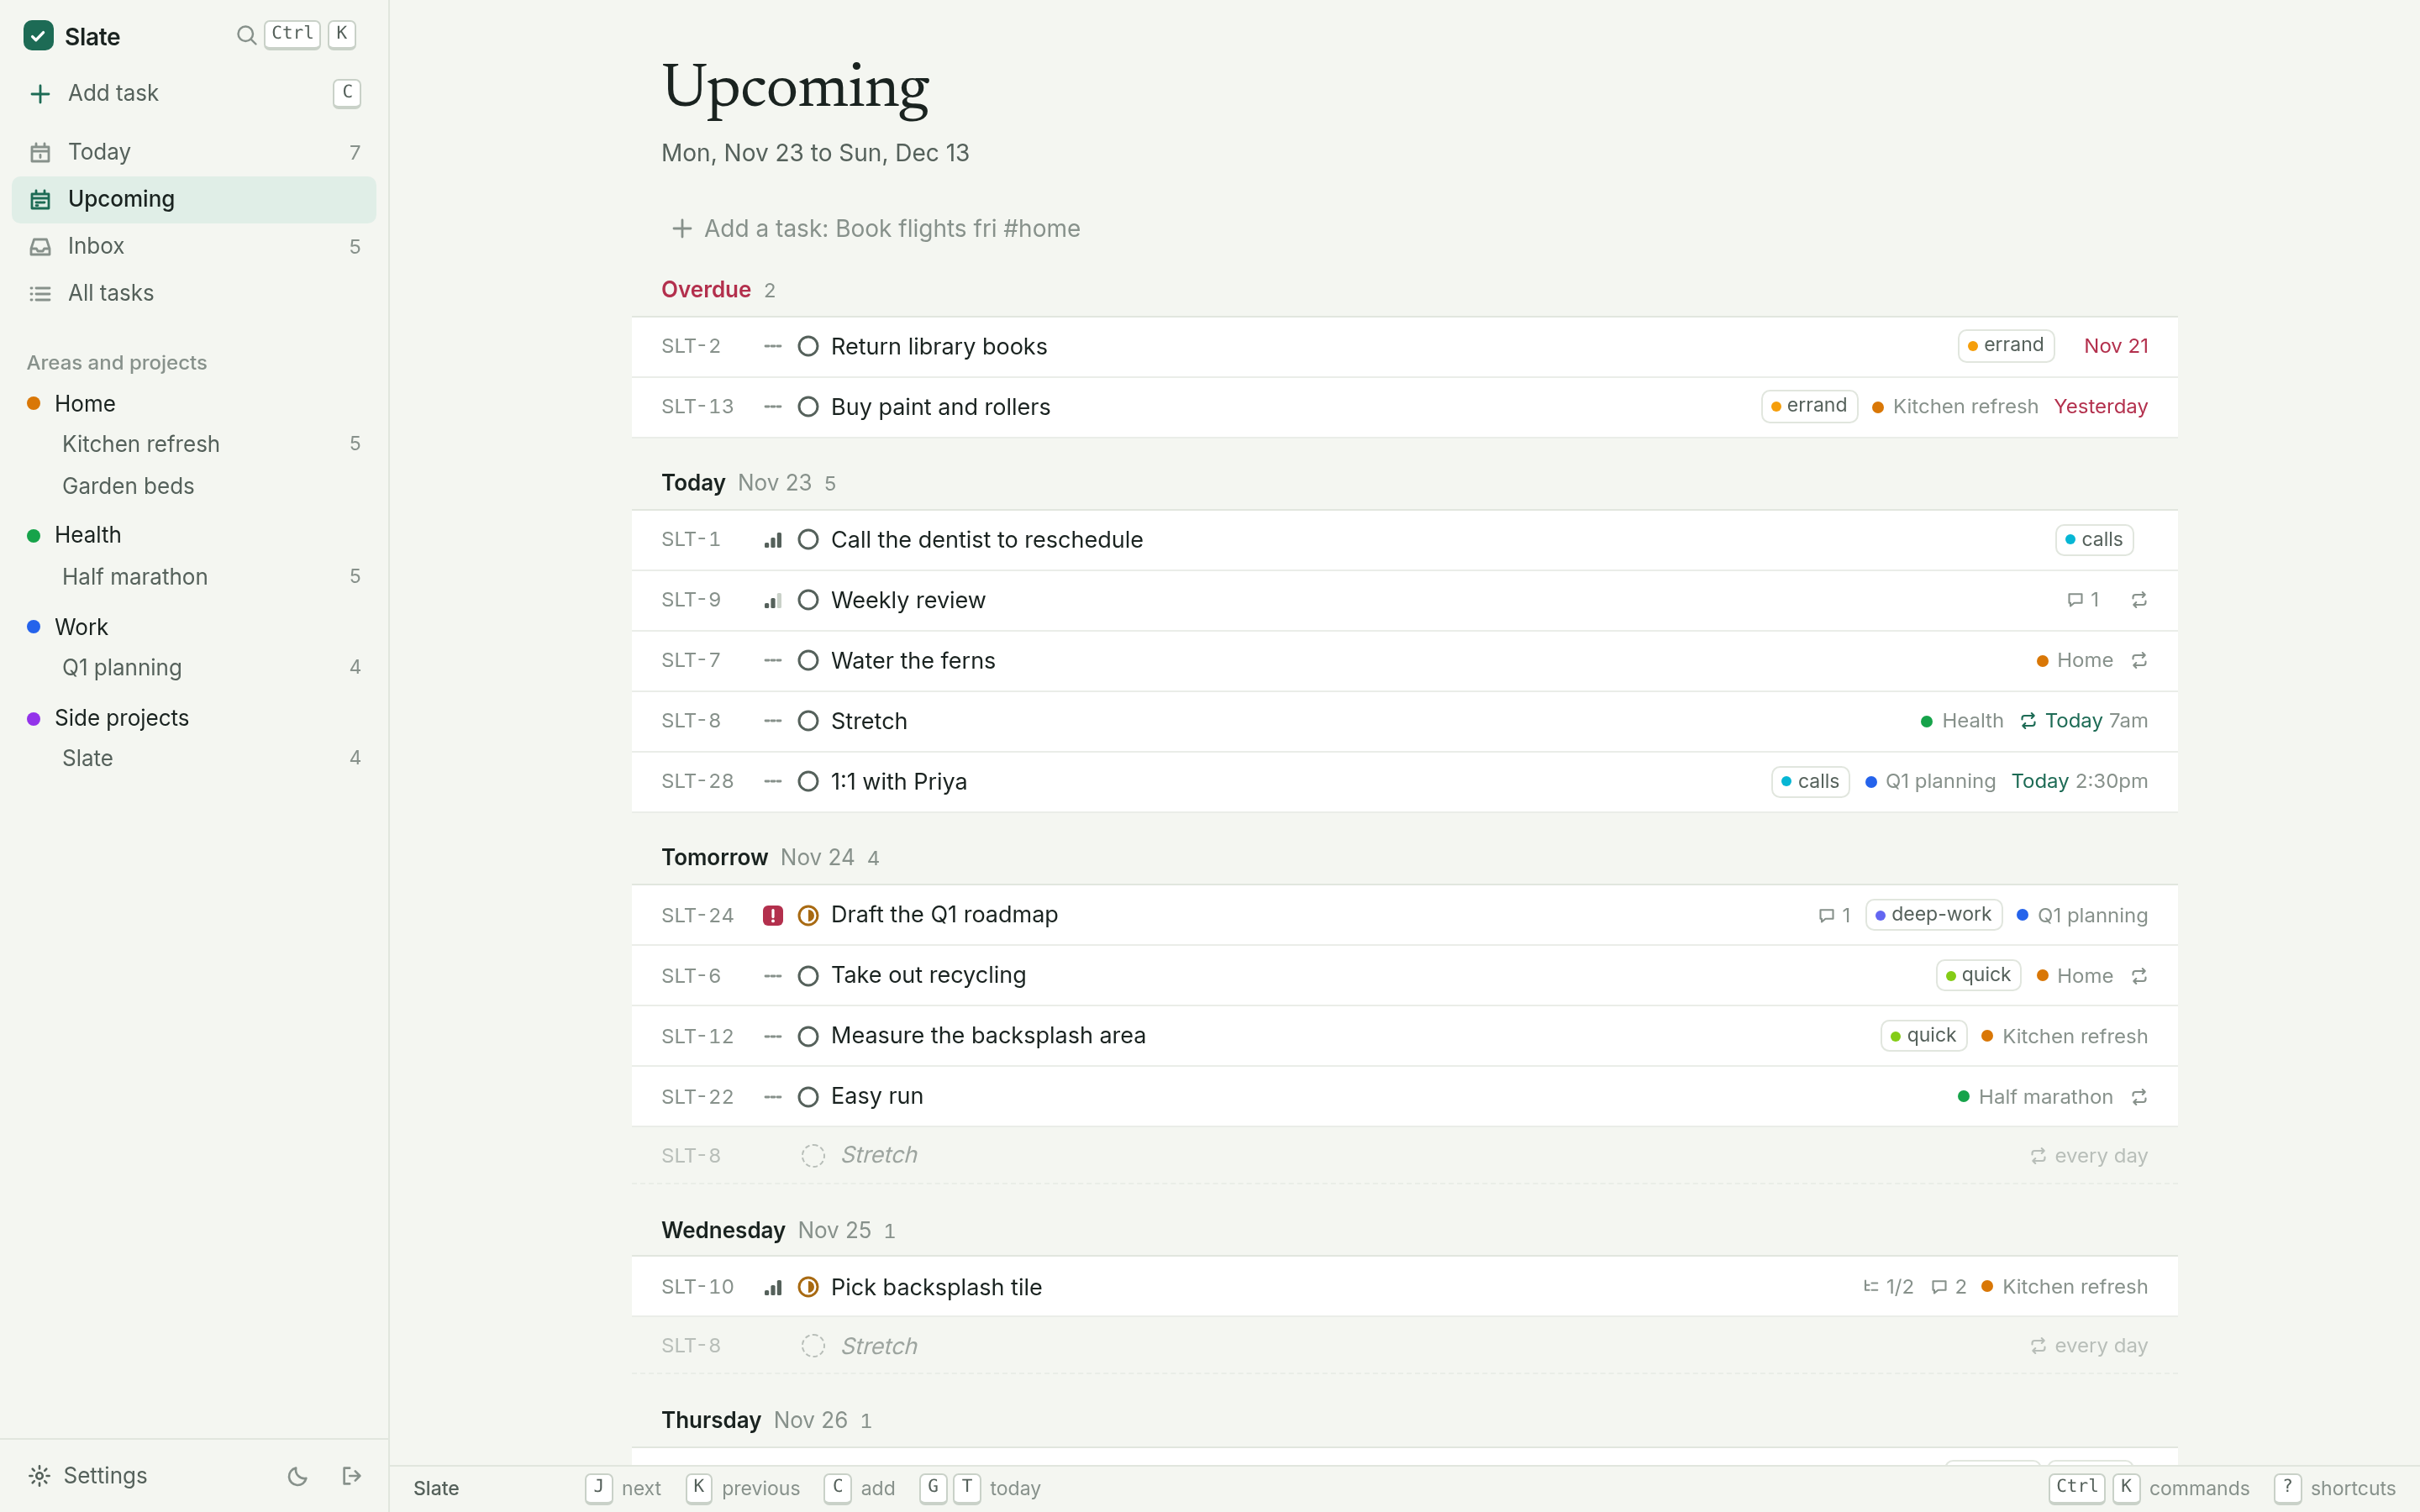 Slate Ctrl K
Add task C
Today 7
Upcoming
Inbox 5
All tasks
Areas and projects
Home
Kitchen refresh 5
Garden beds
Health
Half marathon 5
Work
Q1 planning 4
Side projects
Slate 4
Settings
Upcoming
Mon, Nov 23 to Sun, Dec 13
Add a task: Book flights fri #home
Overdue 2
SLT-2 Return library books errand Nov 21
SLT-13 Buy paint and rollers errand Kitchen refresh Yesterday
Today Nov 23 5
SLT-1 Call the dentist to reschedule calls
SLT-9 Weekly review 1
SLT-7 Water the ferns Home
SLT-8 Stretch Health Today 7am
SLT-28 1:1 with Priya calls Q1 planning Today 2:30pm
Tomorrow Nov 24 4
SLT-24 Draft the Q1 roadmap 1 deep-work Q1 planning
SLT-6 Take out recycling quick Home
SLT-12 Measure the backsplash area quick Kitchen refresh
SLT-22 Easy run Half marathon
SLT-8 Stretch every day
Wednesday Nov 25 1
SLT-10 Pick backsplash tile 1/2 2 Kitchen refresh
SLT-8 Stretch every day
Thursday Nov 26 1
Slate J next K previous C add G T today Ctrl K commands ? shortcuts